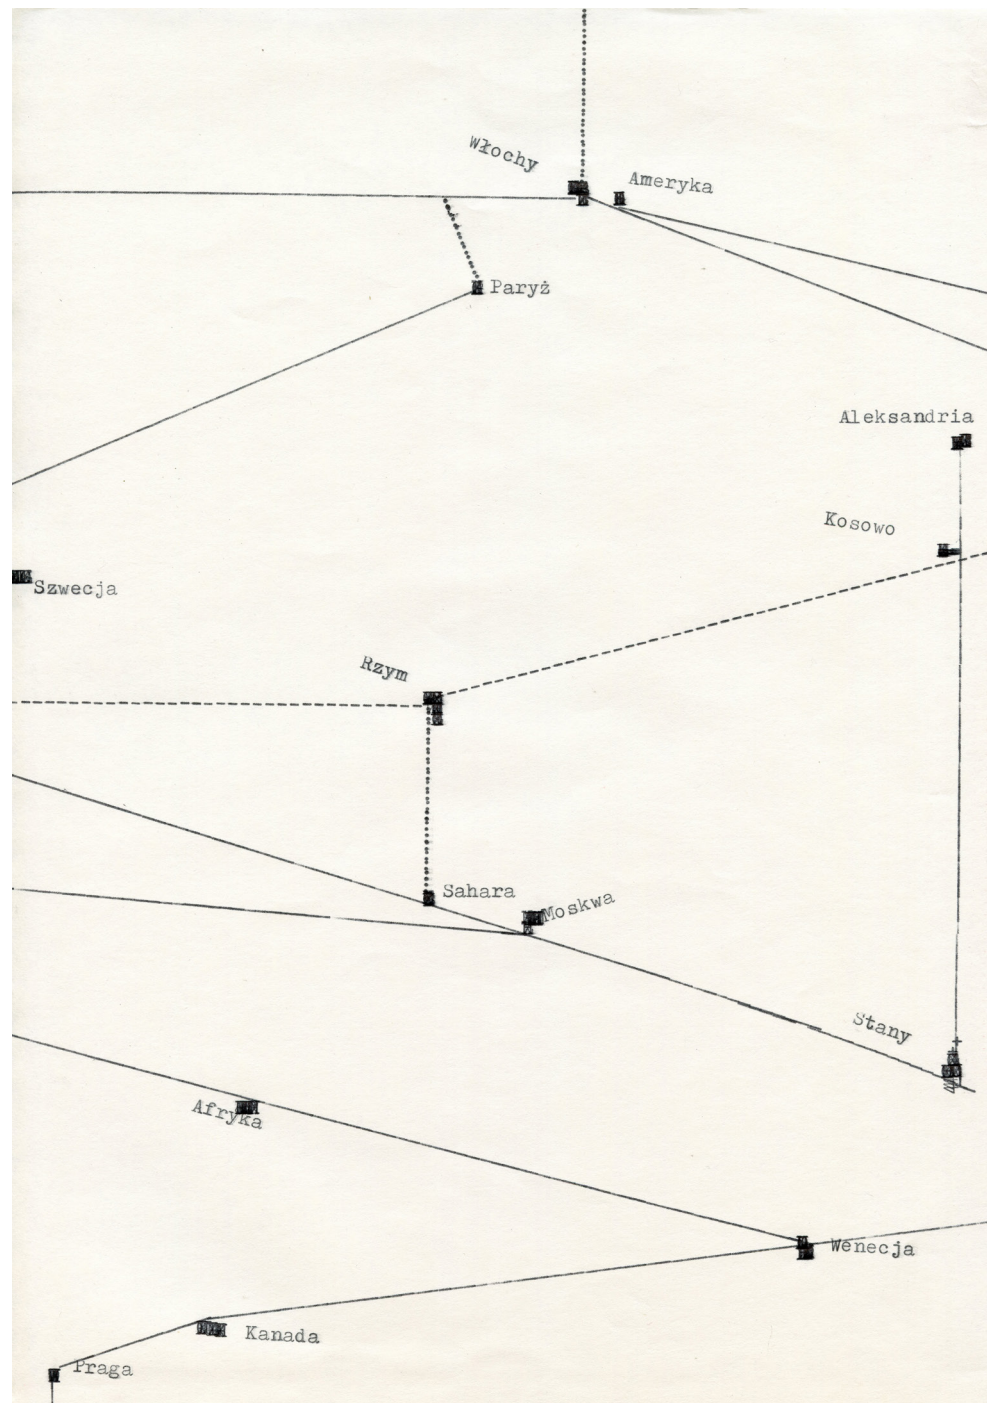 Włochy
Ameryka
Paryż
Aleksandria
Kosowo
Szwecja
Rzym
Sahara
Moskwa
Stany
Afryka
Wenecja
Kanada
Praga